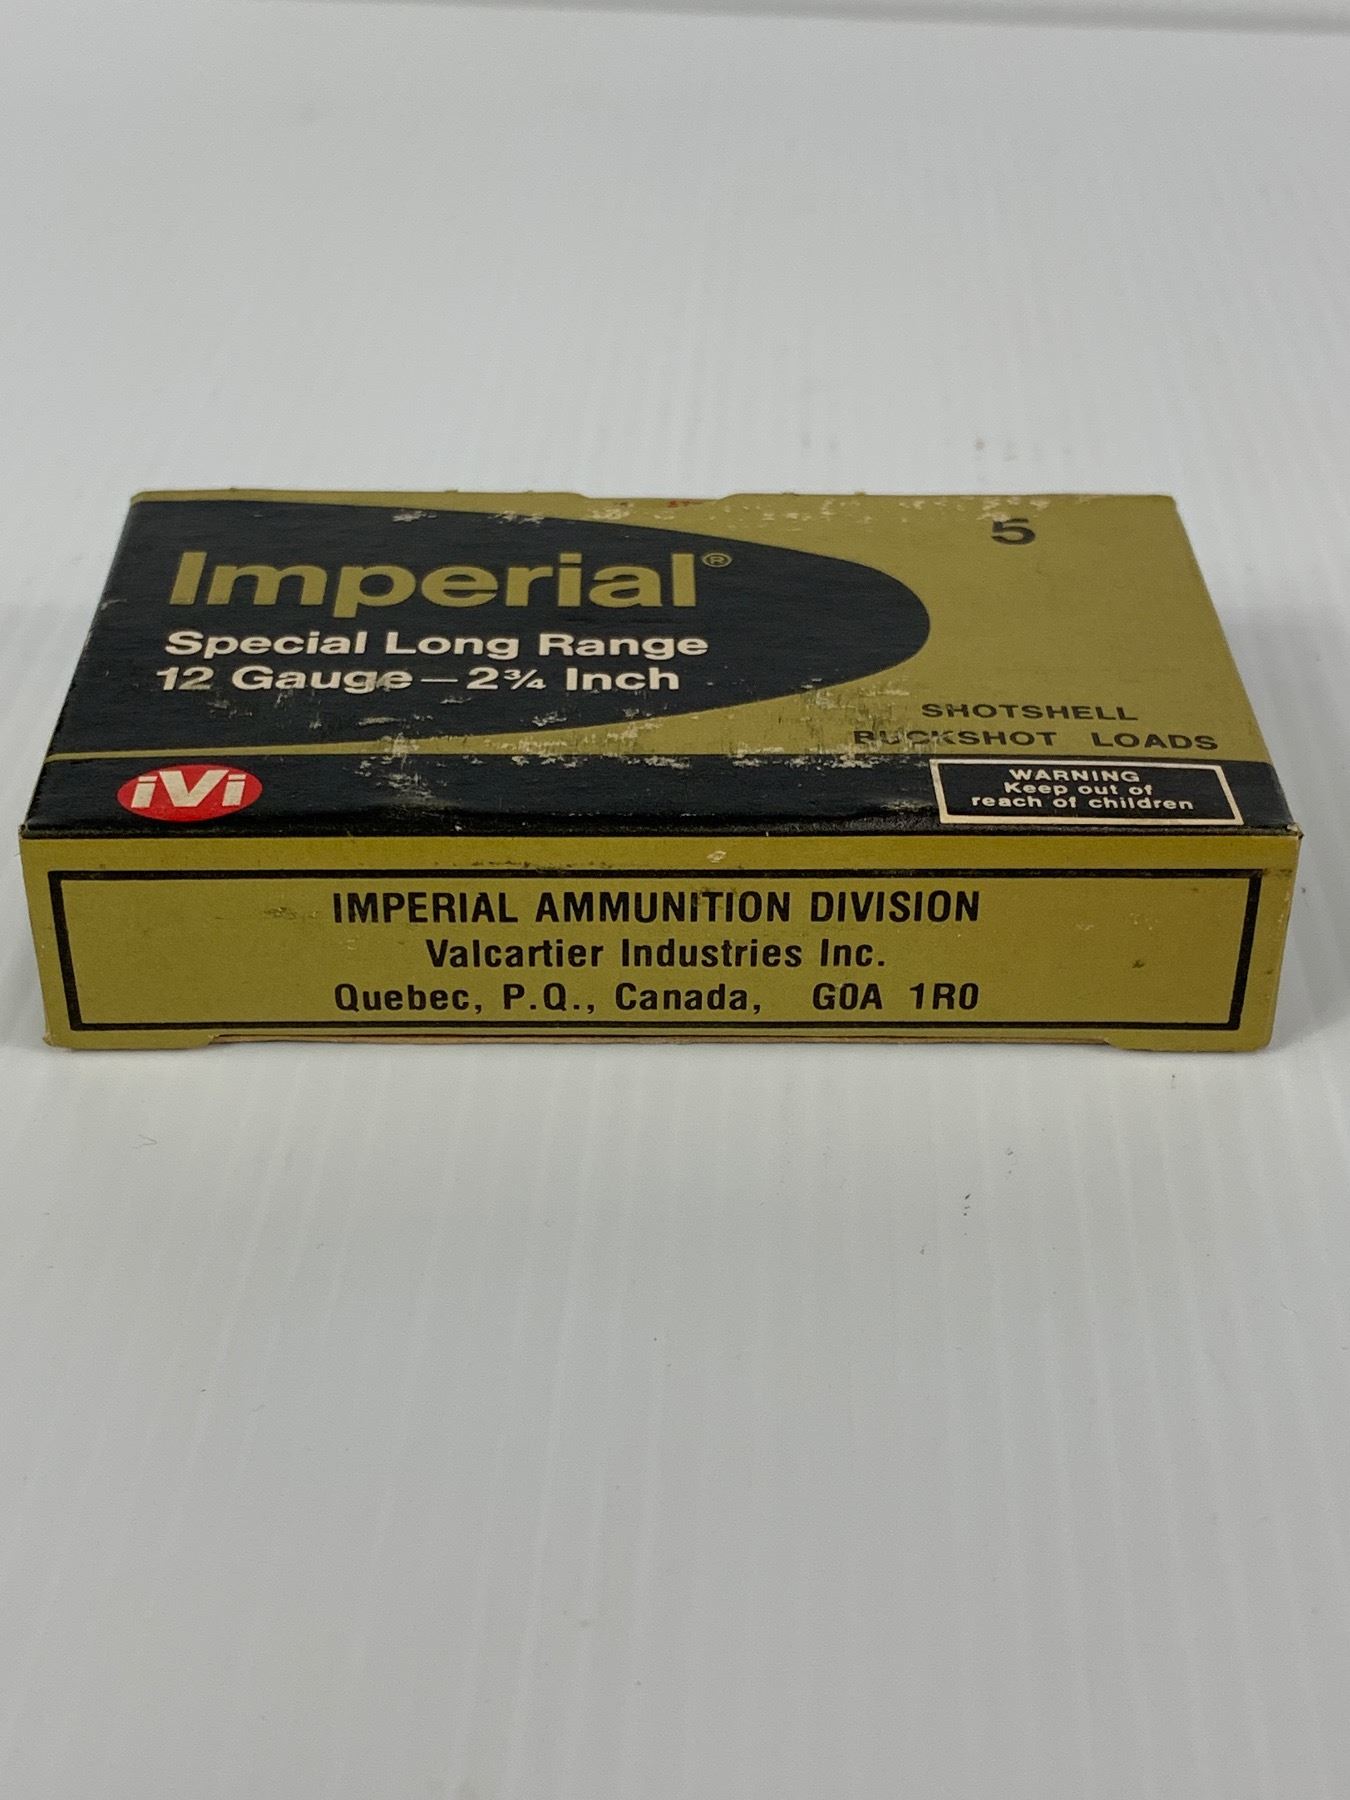 Imperial®
5
Special Long Range
12 Gauge – 2¾ Inch
SHOTSHELL
BUCKSHOT LOADS
iVi
WARNING
Keep out of
reach of children
IMPERIAL AMMUNITION DIVISION
Valcartier Industries Inc.
Quebec, P.Q., Canada, G0A 1R0